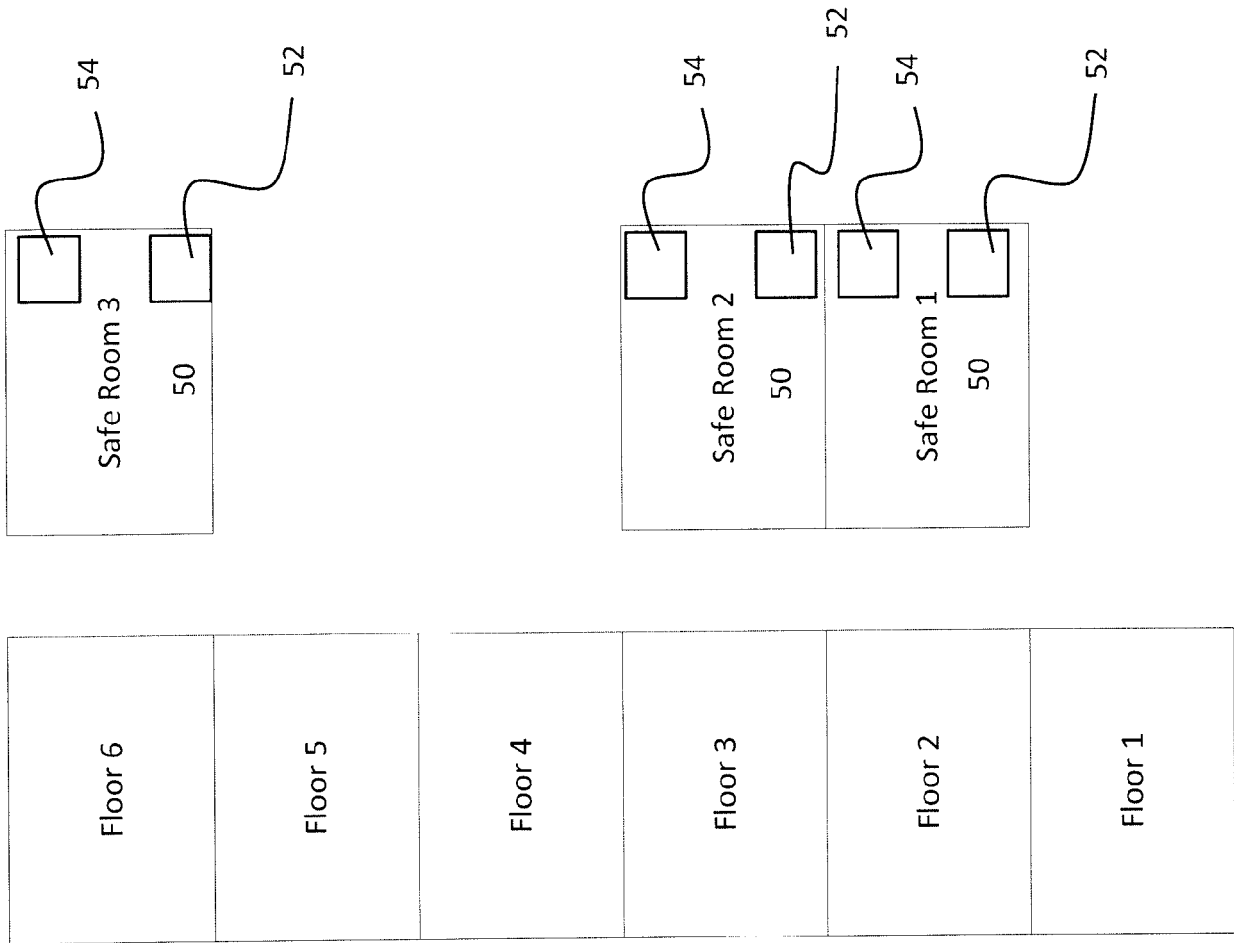 54
Floor 6
Safe Room 3
50
52
Floor 5
Floor 4
54
Floor 3
Safe Room 2
50
52
54
Floor 2
Safe Room 1
50
52
Floor 1